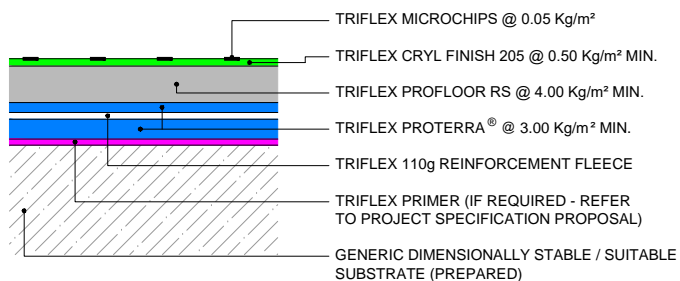 TRIFLEX MICROCHIPS @ 0.05 Kg/m²
TRIFLEX CRYL FINISH 205 @ 0.50 Kg/m² MIN.
TRIFLEX PROFLOOR RS @ 4.00 Kg/m² MIN.
TRIFLEX PROTERRA® @ 3.00 Kg/m² MIN.
TRIFLEX 110g REINFORCEMENT FLEECE
TRIFLEX PRIMER (IF REQUIRED - REFER
TO PROJECT SPECIFICATION PROPOSAL)
GENERIC DIMENSIONALLY STABLE / SUITABLE
SUBSTRATE (PREPARED)